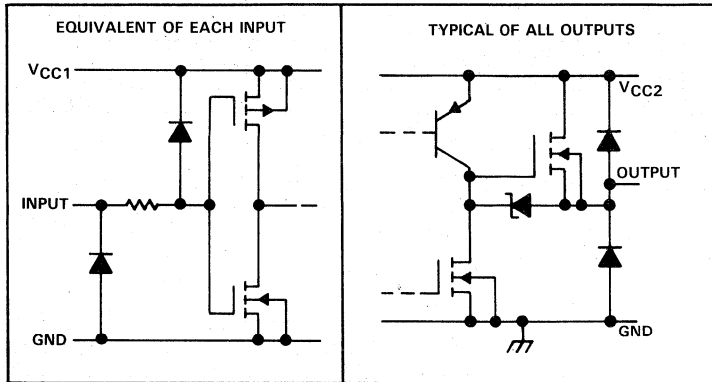 EQUIVALENT OF EACH INPUT
VCC1
INPUT
GND
TYPICAL OF ALL OUTPUTS
VCC2
OUTPUT
GND